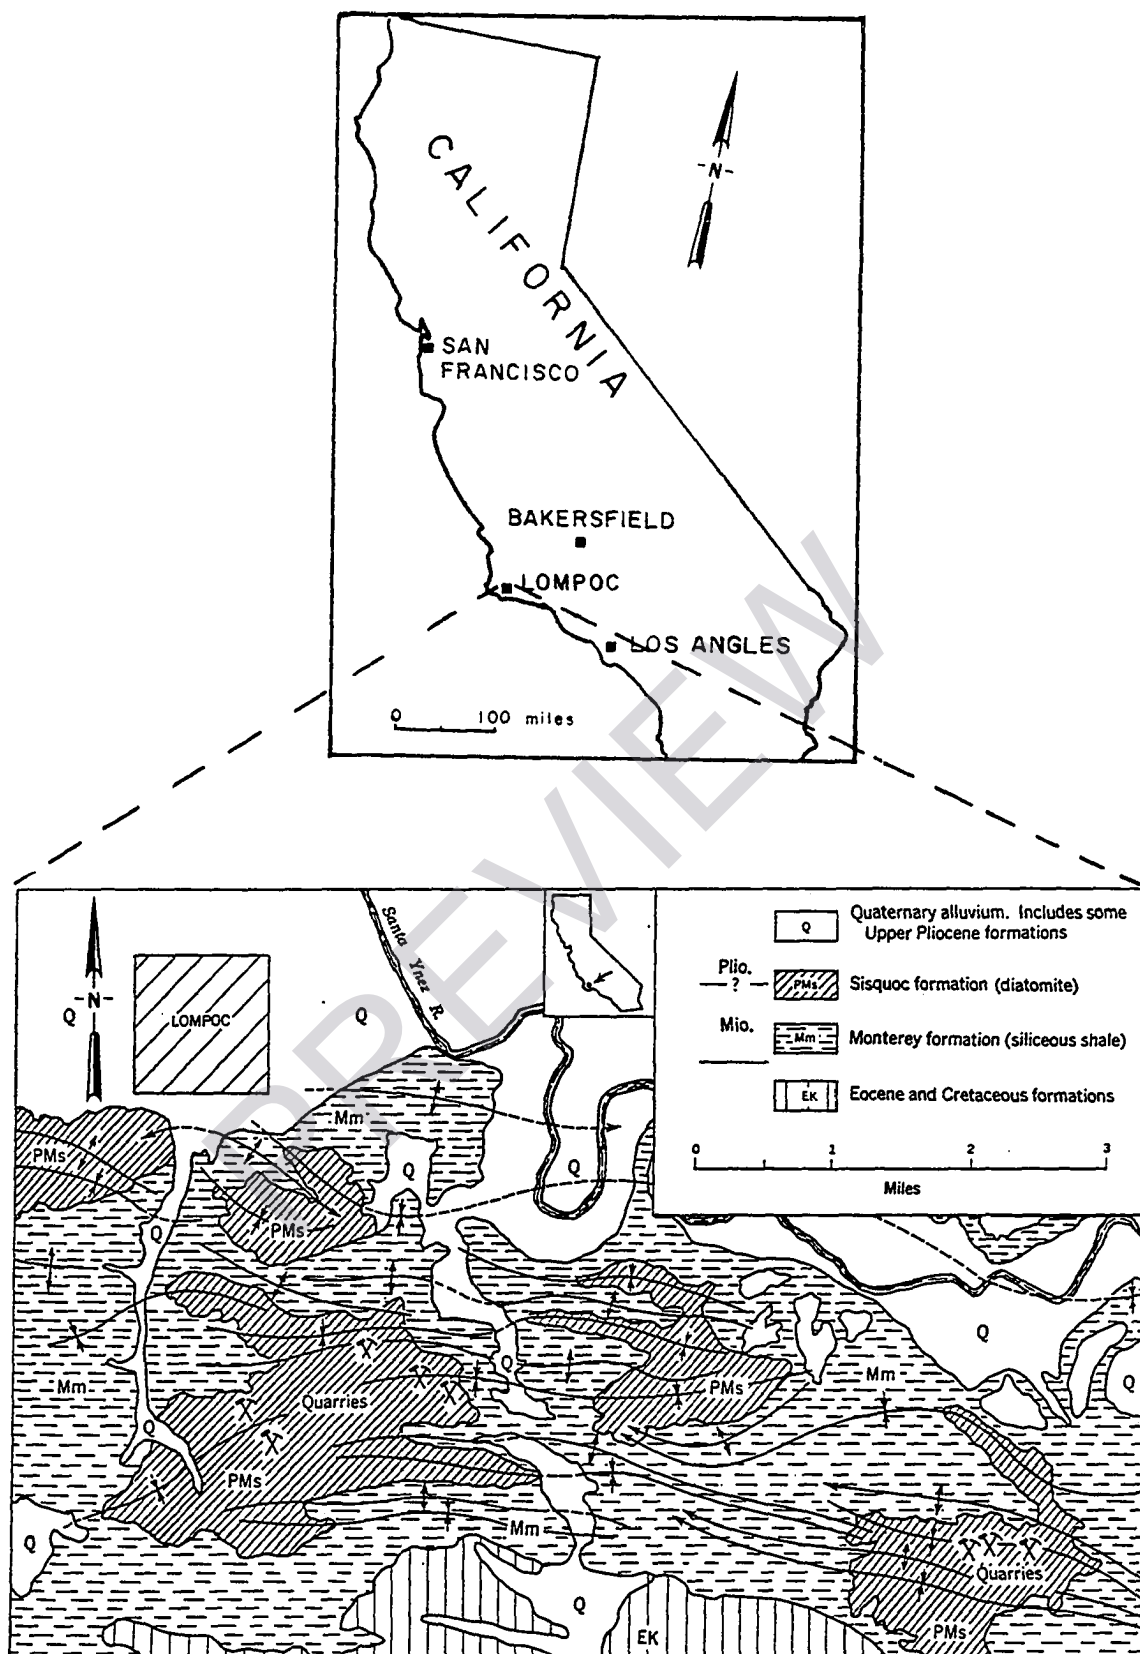 CALIFORNIA
-N-
SAN
FRANCISCO
BAKERSFIELD
LOMPOC
LOS ANGLES
0 100 miles
PREVIEW
-N-
Q
LOMPOC
Santa Ynez R.
Q
Q Quaternary alluvium. Includes some
Upper Pliocene formations
Plio.
?
PMs Sisquoc formation (diatomite)
Mio.
Mm Monterey formation (siliceous shale)
EK Eocene and Cretaceous formations
0 1 2 3
Miles
Mm
PMs
Q
Q
PMs
Q
Q
Q
Mm
Quarries
PMs
Mm
Q
Q
PMs
Q
Mm
Quarries
Q
EK
PMs